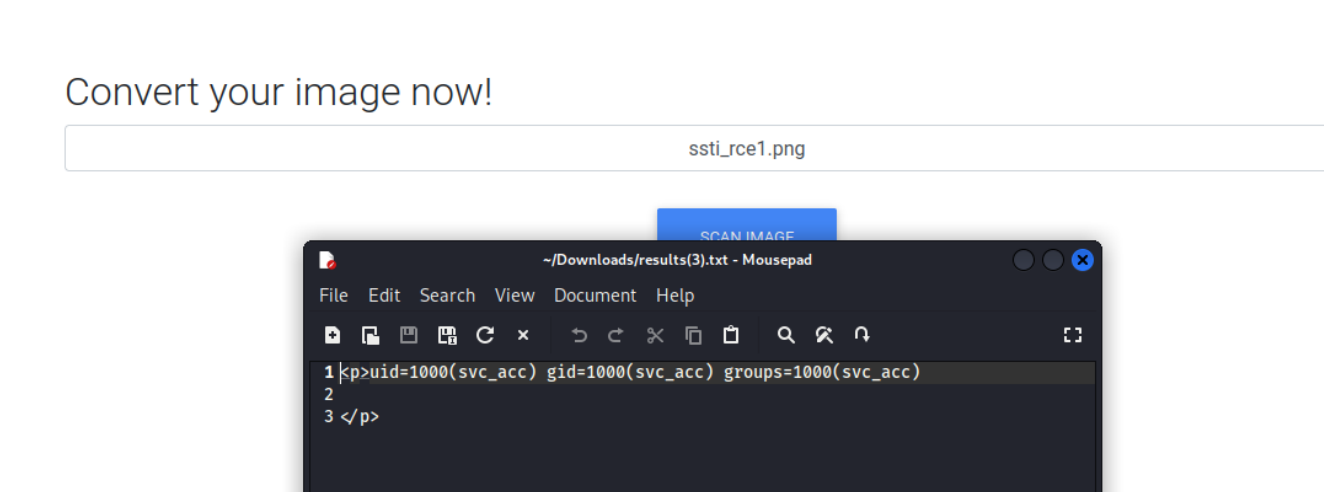 Convert your image now!
ssti_rce1.png
SCAN IMAGE
~/Downloads/results(3).txt - Mousepad
File Edit Search View Document Help
1 <p>uid=1000(svc_acc) gid=1000(svc_acc) groups=1000(svc_acc)
2
3 </p>